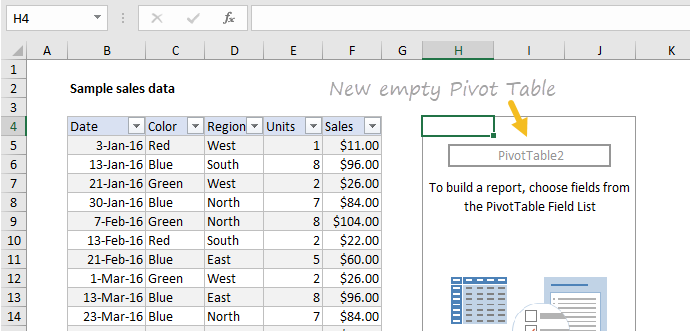 H4
fx
A B C D E F G H I J K
1
2 Sample sales data New empty Pivot Table
3
4 Date Color Region Units Sales
5 3-Jan-16 Red West 1 $11.00
6 13-Jan-16 Blue South 8 $96.00 PivotTable2
7 21-Jan-16 Green West 2 $26.00 To build a report, choose fields from
8 30-Jan-16 Blue North 7 $84.00 the PivotTable Field List
9 7-Feb-16 Green North 8 $104.00
10 13-Feb-16 Red South 2 $22.00
11 21-Feb-16 Blue East 5 $60.00
12 1-Mar-16 Green West 2 $26.00
13 13-Mar-16 Blue East 8 $96.00
14 23-Mar-16 Blue North 7 $84.00